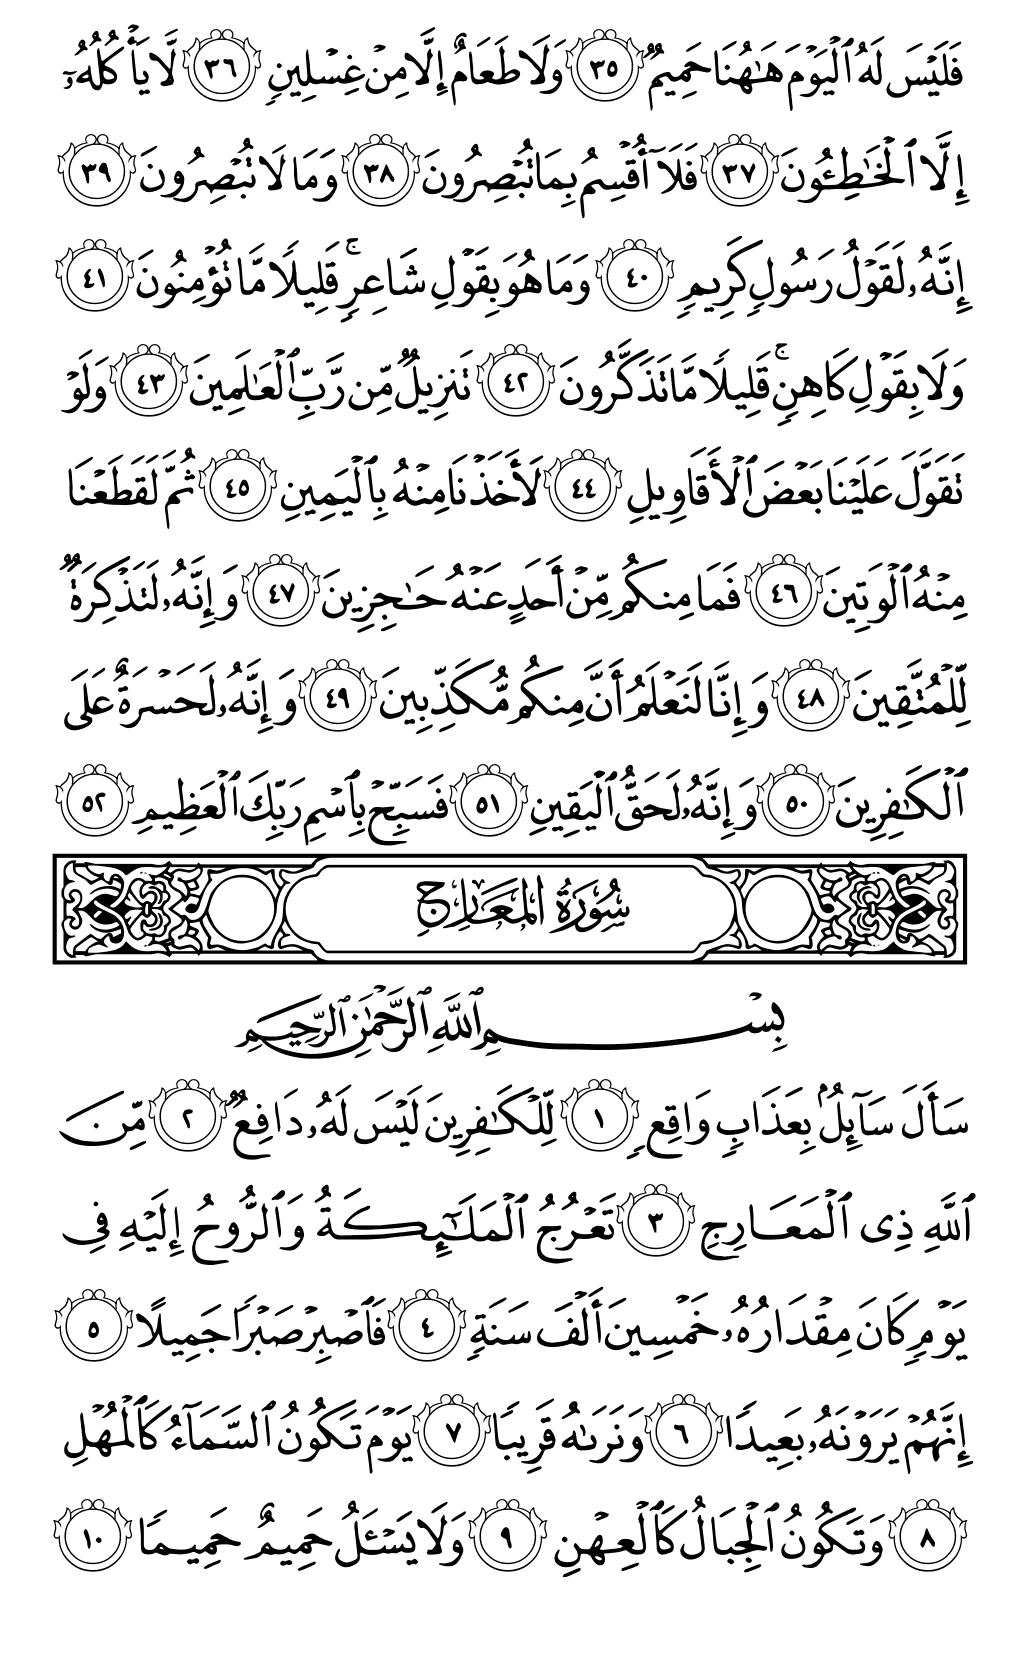 فَلَيْسَ لَهُ ٱلْيَوْمَ هَٰهُنَا حَمِيمٌ ٣٥ وَلَا طَعَامٌ إِلَّا مِنْ غِسْلِينٍ ٣٦ لَّا يَأْكُلُهُۥٓ
إِلَّا ٱلْخَٰطِـُٔونَ ٣٧ فَلَآ أُقْسِمُ بِمَا تُبْصِرُونَ ٣٨ وَمَا لَا تُبْصِرُونَ ٣٩
إِنَّهُۥ لَقَوْلُ رَسُولٍ كَرِيمٍ ٤٠ وَمَا هُوَ بِقَوْلِ شَاعِرٍ ۚ قَلِيلًا مَّا تُؤْمِنُونَ ٤١
وَلَا بِقَوْلِ كَاهِنٍ ۚ قَلِيلًا مَّا تَذَكَّرُونَ ٤٢ تَنزِيلٌ مِّن رَّبِّ ٱلْعَٰلَمِينَ ٤٣ وَلَوْ
تَقَوَّلَ عَلَيْنَا بَعْضَ ٱلْأَقَاوِيلِ ٤٤ لَأَخَذْنَا مِنْهُ بِٱلْيَمِينِ ٤٥ ثُمَّ لَقَطَعْنَا
مِنْهُ ٱلْوَتِينَ ٤٦ فَمَا مِنكُم مِّنْ أَحَدٍ عَنْهُ حَٰجِزِينَ ٤٧ وَإِنَّهُۥ لَتَذْكِرَةٌ
لِّلْمُتَّقِينَ ٤٨ وَإِنَّا لَنَعْلَمُ أَنَّ مِنكُم مُّكَذِّبِينَ ٤٩ وَإِنَّهُۥ لَحَسْرَةٌ عَلَى
ٱلْكَٰفِرِينَ ٥٠ وَإِنَّهُۥ لَحَقُّ ٱلْيَقِينِ ٥١ فَسَبِّحْ بِٱسْمِ رَبِّكَ ٱلْعَظِيمِ ٥٢
سُورَةُ المَعَارِجِ
بِسْمِ ٱللَّهِ ٱلرَّحْمَٰنِ ٱلرَّحِيمِ
سَأَلَ سَآئِلٌۢ بِعَذَابٍ وَاقِعٍ ١ لِّلْكَٰفِرِينَ لَيْسَ لَهُۥ دَافِعٌ ٢ مِّنَ
ٱللَّهِ ذِى ٱلْمَعَارِجِ ٣ تَعْرُجُ ٱلْمَلَٰٓئِكَةُ وَٱلرُّوحُ إِلَيْهِ فِى
يَوْمٍ كَانَ مِقْدَارُهُۥ خَمْسِينَ أَلْفَ سَنَةٍ ٤ فَٱصْبِرْ صَبْرًا جَمِيلًا ٥
إِنَّهُمْ يَرَوْنَهُۥ بَعِيدًا ٦ وَنَرَىٰهُ قَرِيبًا ٧ يَوْمَ تَكُونُ ٱلسَّمَآءُ كَٱلْمُهْلِ
٨ وَتَكُونُ ٱلْجِبَالُ كَٱلْعِهْنِ ٩ وَلَا يَسْـَٔلُ حَمِيمٌ حَمِيمًا ١٠